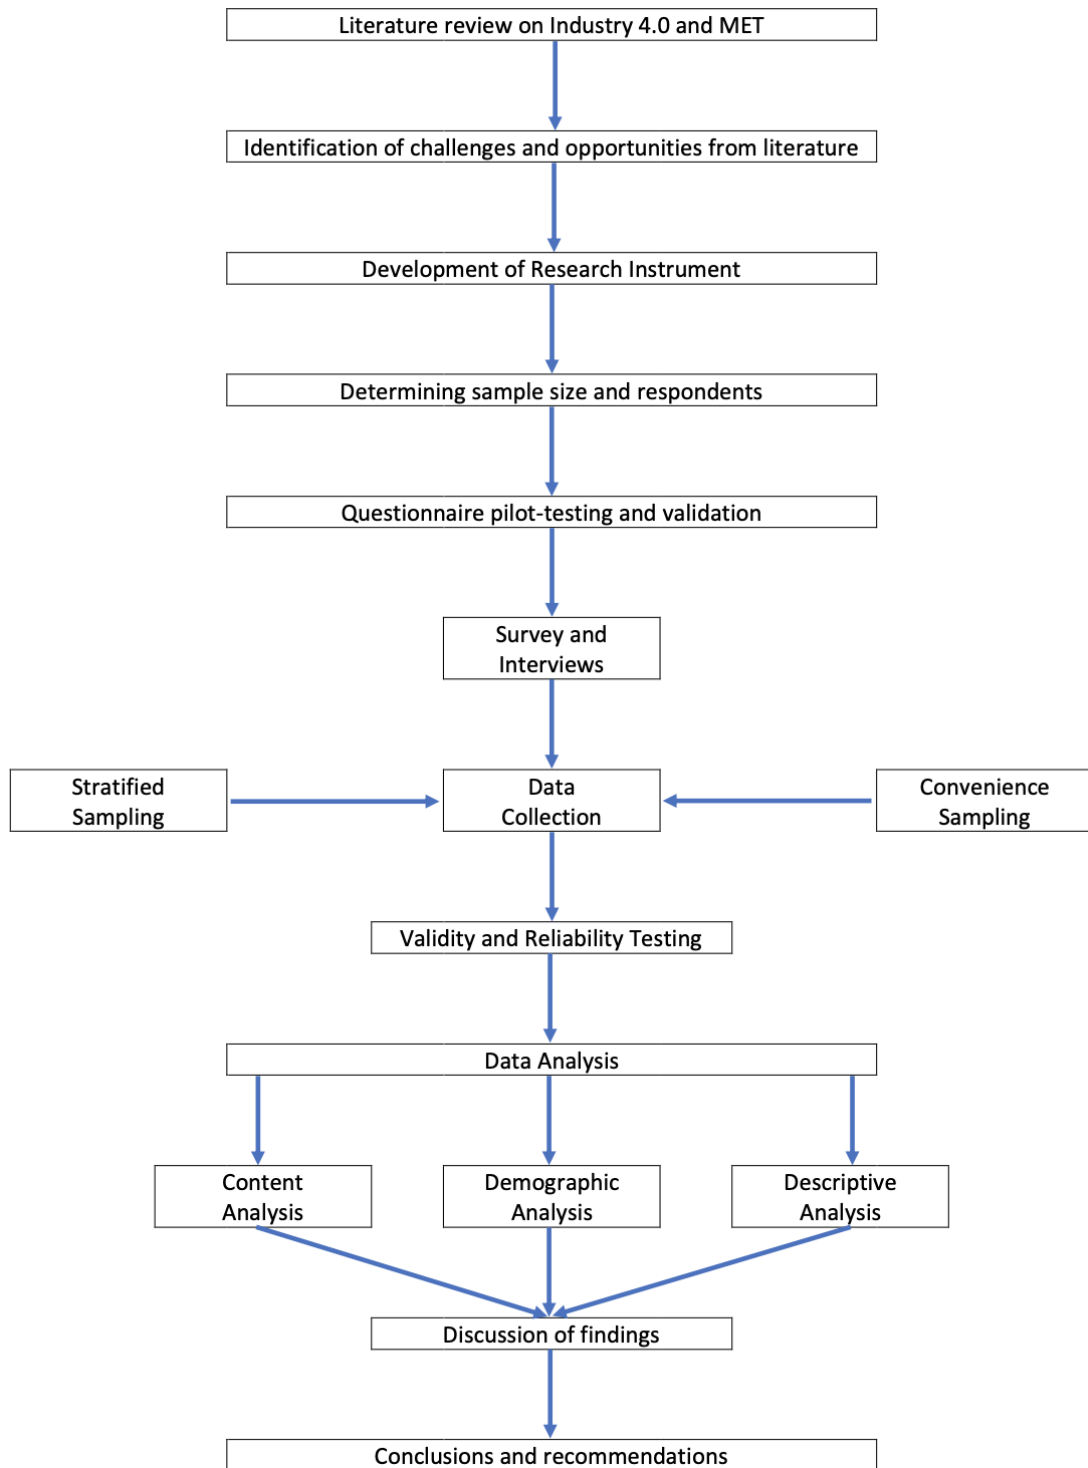 Literature review on Industry 4.0 and MET
Identification of challenges and opportunities from literature
Development of Research Instrument
Determining sample size and respondents
Questionnaire pilot-testing and validation
Survey and
Interviews
Stratified
Sampling
Data
Collection
Convenience
Sampling
Validity and Reliability Testing
Data Analysis
Content
Analysis
Demographic
Analysis
Descriptive
Analysis
Discussion of findings
Conclusions and recommendations